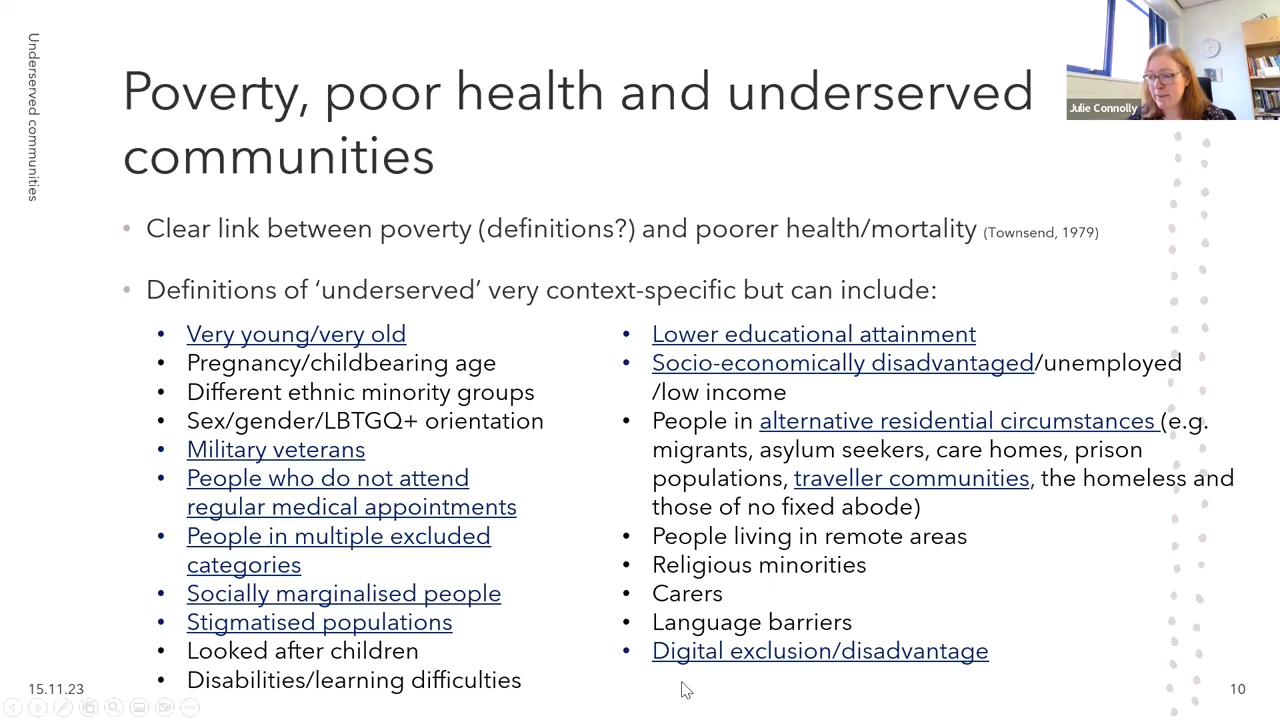 Underserved communities
Poverty, poor health and underserved
communities
Julie Connolly
• Clear link between poverty (definitions?) and poorer health/mortality (Townsend, 1979)
• Definitions of ‘underserved’ very context-specific but can include:
• Very young/very old
• Pregnancy/childbearing age
• Different ethnic minority groups
• Sex/gender/LBTGQ+ orientation
• Military veterans
• People who do not attend
regular medical appointments
• People in multiple excluded
categories
• Socially marginalised people
• Stigmatised populations
• Looked after children
• Disabilities/learning difficulties
• Lower educational attainment
• Socio-economically disadvantaged/unemployed
/low income
• People in alternative residential circumstances (e.g.
migrants, asylum seekers, care homes, prison
populations, traveller communities, the homeless and
those of no fixed abode)
• People living in remote areas
• Religious minorities
• Carers
• Language barriers
• Digital exclusion/disadvantage
15.11.23
10